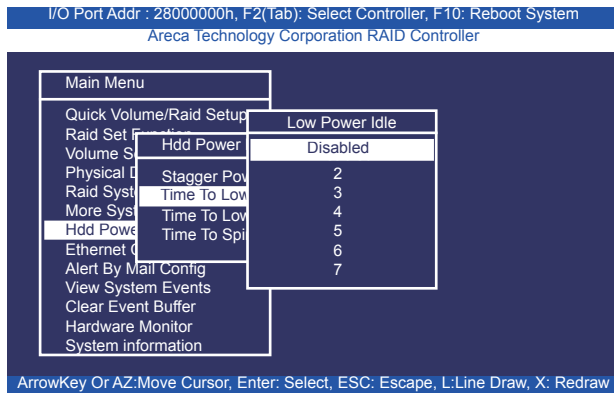 I/O Port Addr : 28000000h, F2(Tab): Select Controller, F10: Reboot System
Areca Technology Corporation RAID Controller
Main Menu
Quick Volume/Raid Setup
Raid Set
Volume S
Physical D
Raid Syst
More Syst
Hdd Powe
Ethernet C
Alert By Mail Config
View System Events
Clear Event Buffer
Hardware Monitor
System information
Hdd Power
Stagger Pow
Time To Low
Time To Low
Time To Spi
Low Power Idle
Disabled
2
3
4
5
6
7
ArrowKey Or AZ:Move Cursor, Enter: Select, ESC: Escape, L:Line Draw, X: Redraw